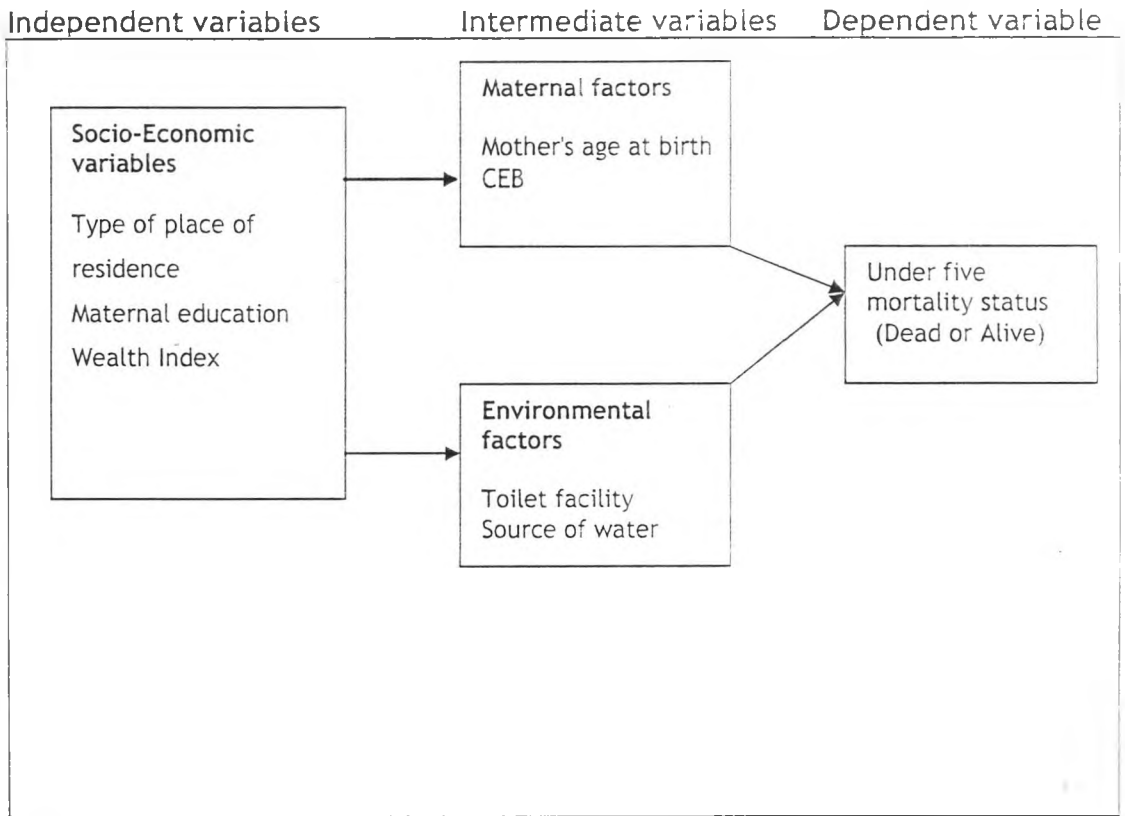 Independent variables
Intermediate variables
Dependent variable
Socio-Economic
variables
Type of place of
residence
Maternal education
Wealth Index
Maternal factors
Mother's age at birth
CEB
Environmental
factors
Toilet facility
Source of water
Under five
mortality status
(Dead or Alive)